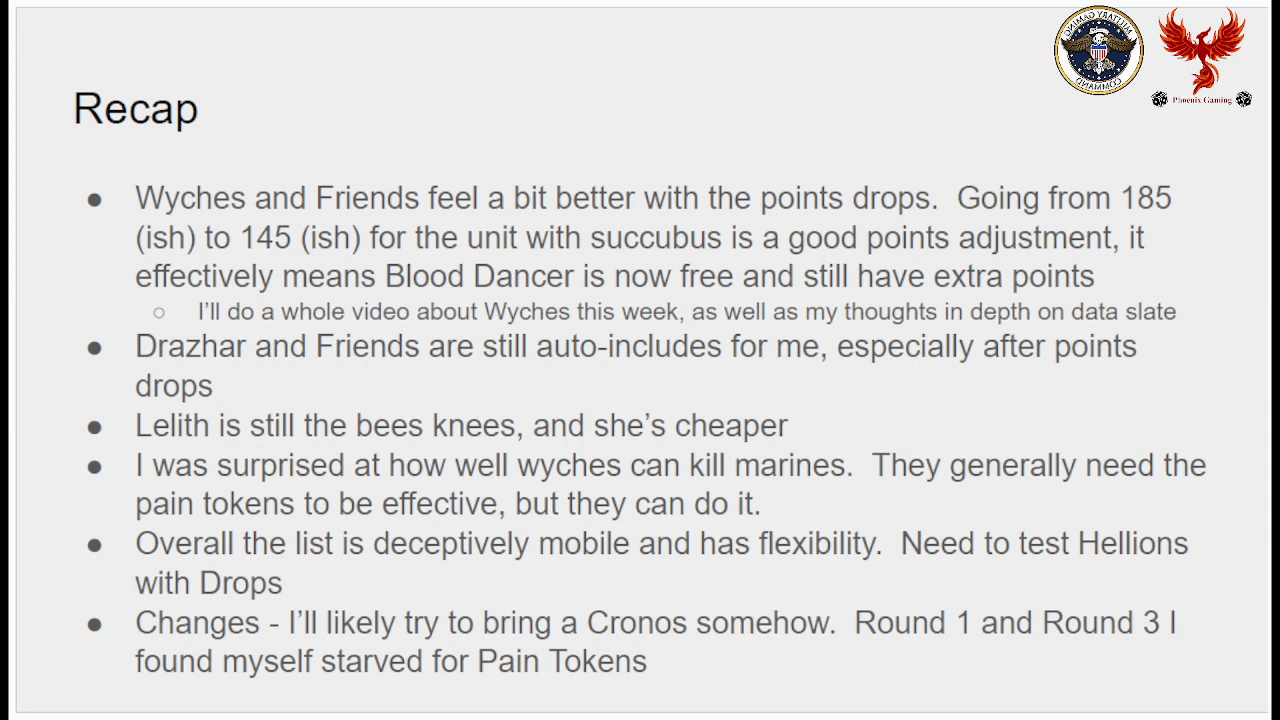 MILITARY GAMING
COMMAND
Phoenix Gaming
Recap
● Wyches and Friends feel a bit better with the points drops.  Going from 185
(ish) to 145 (ish) for the unit with succubus is a good points adjustment, it
effectively means Blood Dancer is now free and still have extra points
○ I'll do a whole video about Wyches this week, as well as my thoughts in depth on data slate
● Drazhar and Friends are still auto-includes for me, especially after points
drops
● Lelith is still the bees knees, and she's cheaper
● I was surprised at how well wyches can kill marines.  They generally need the
pain tokens to be effective, but they can do it.
● Overall the list is deceptively mobile and has flexibility.  Need to test Hellions
with Drops
● Changes - I'll likely try to bring a Cronos somehow.  Round 1 and Round 3 I
found myself starved for Pain Tokens